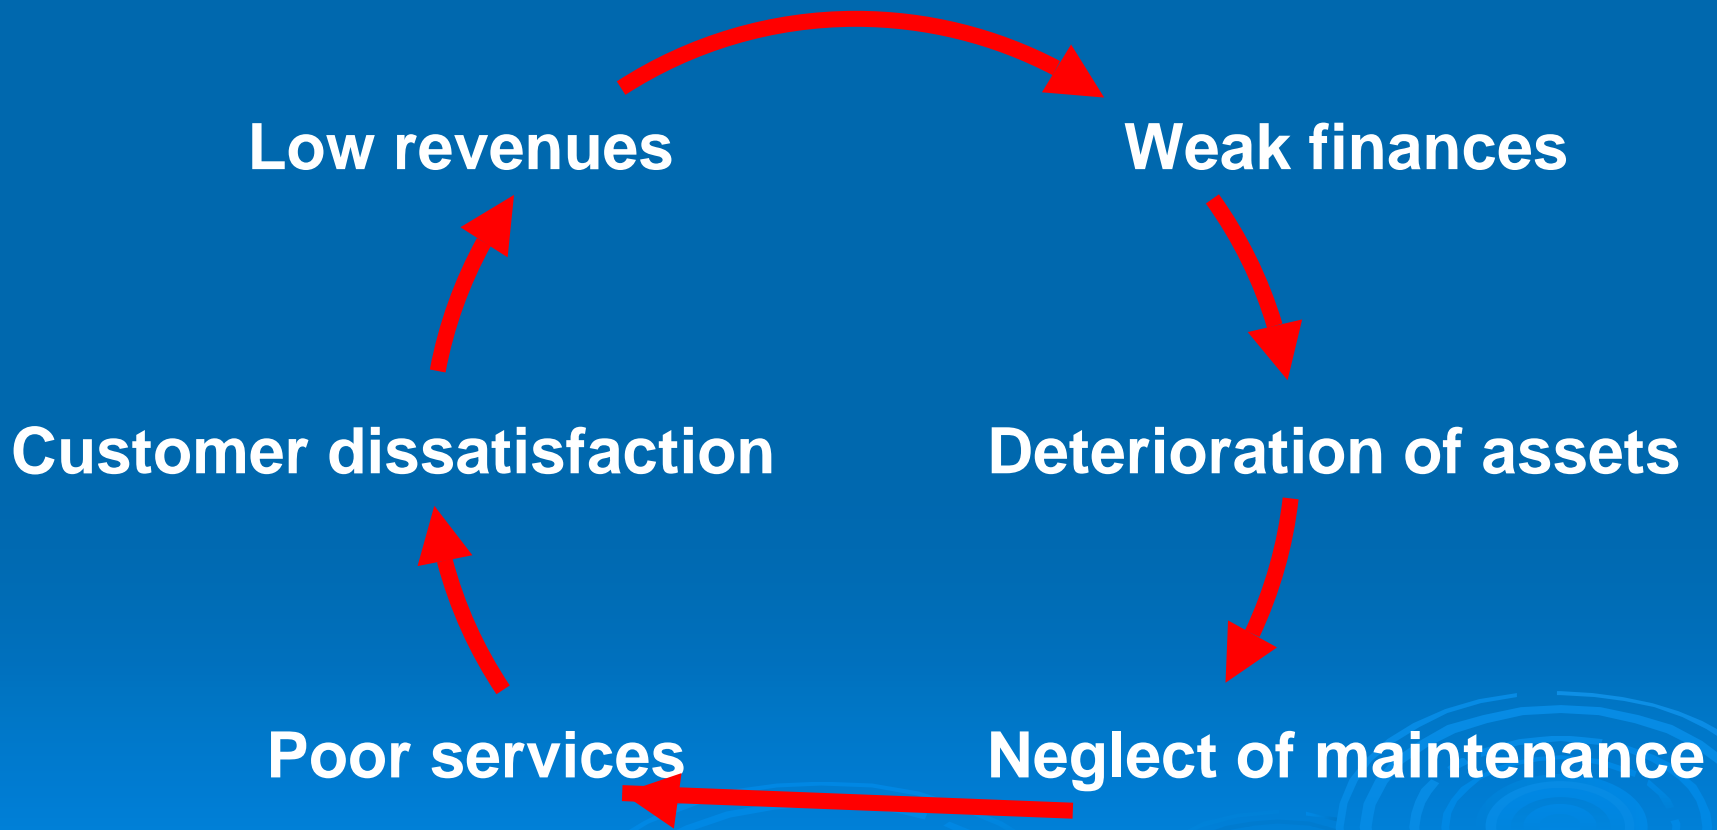 Low revenues
Weak finances
Customer dissatisfaction
Deterioration of assets
Poor services
Neglect of maintenance